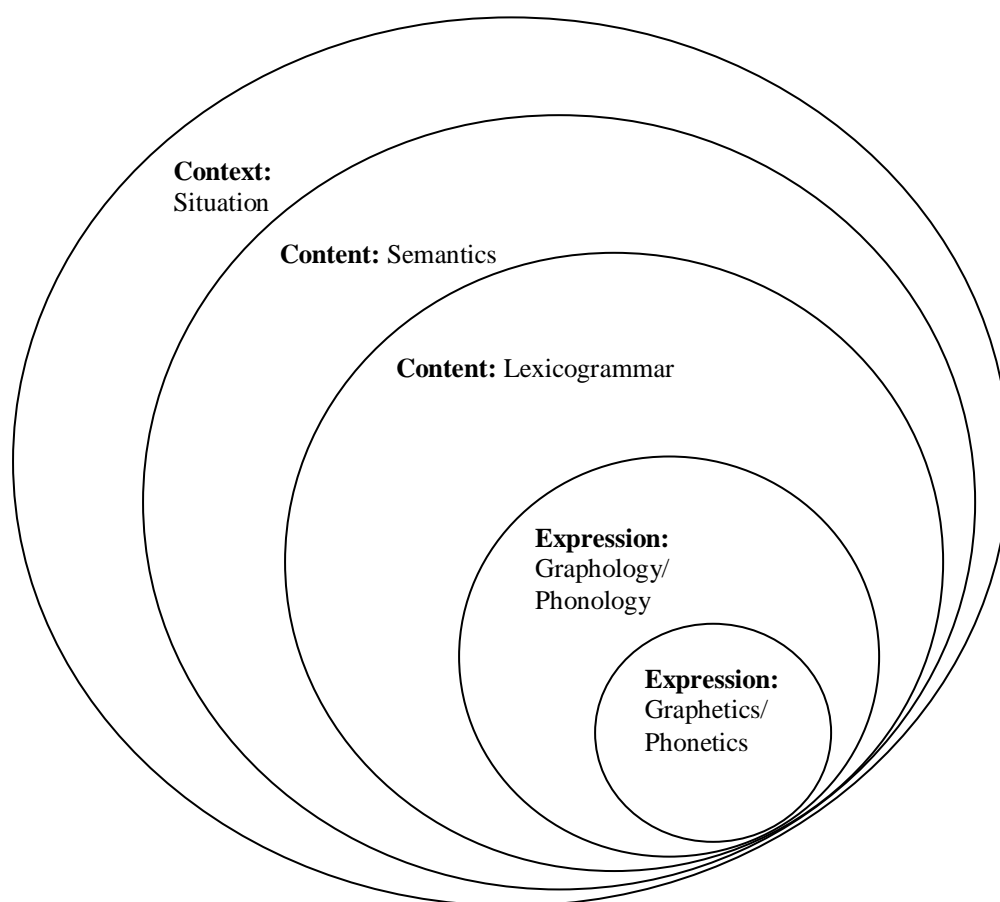 Context:
Situation
Content: Semantics
Content: Lexicogrammar
Expression:
Graphology/
Phonology
Expression:
Graphetics/
Phonetics